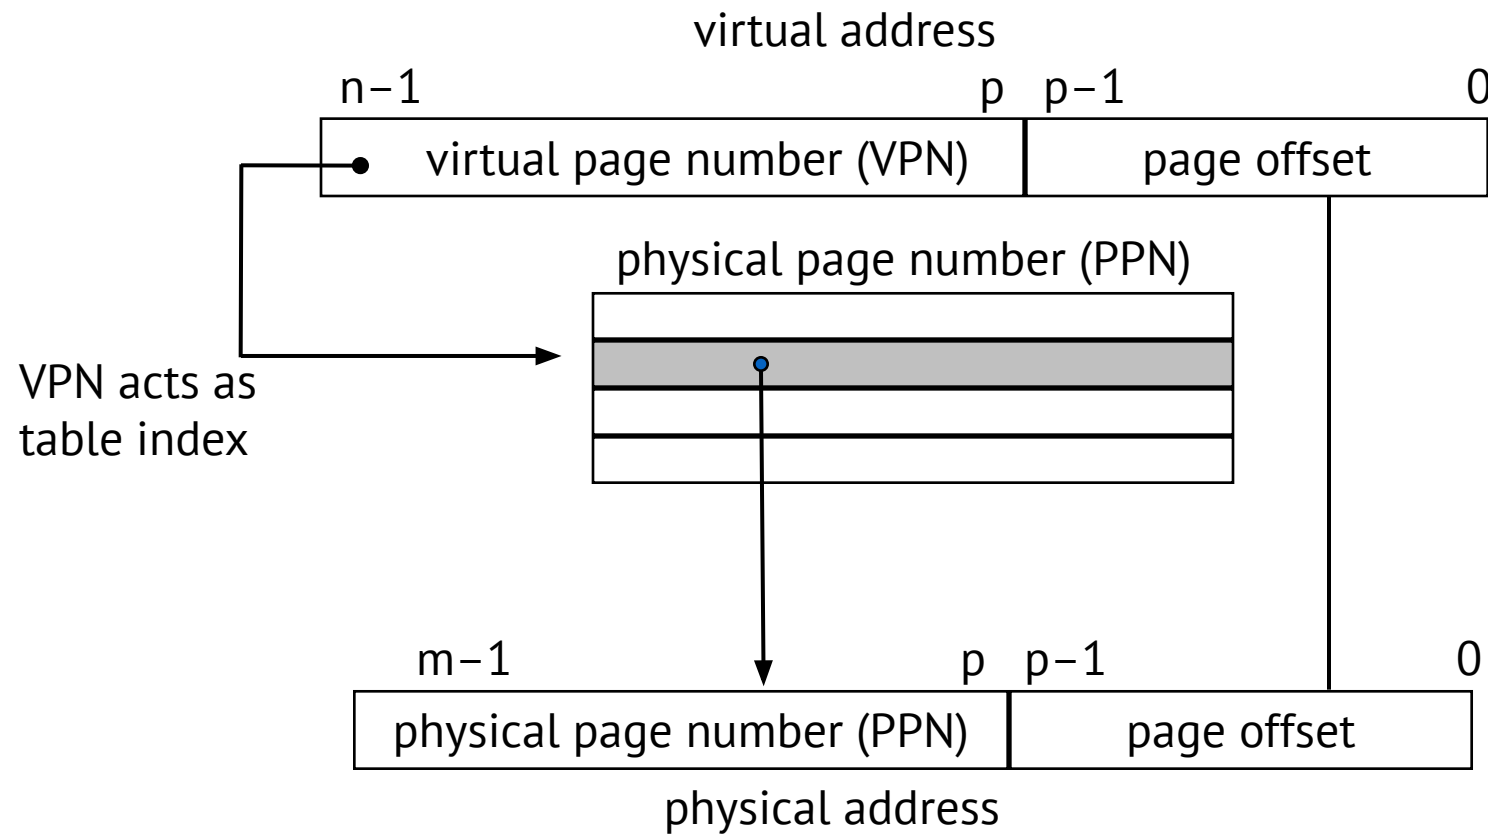 virtual address
n–1 p p–1 0
virtual page number (VPN) page offset
physical page number (PPN)
VPN acts as
table index
m–1 p p–1 0
physical page number (PPN) page offset
physical address